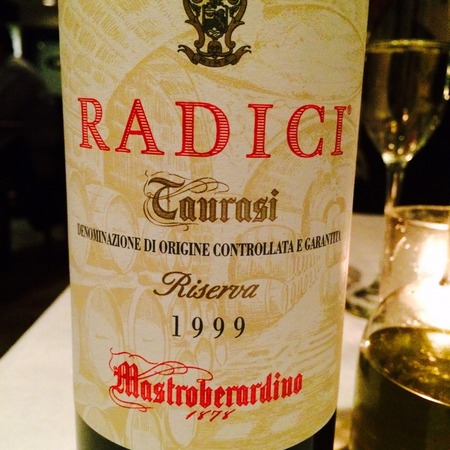 RADICI®
Taurasi
DENOMINAZIONE DI ORIGINE CONTROLLATA E GARANTITA
Riserva
1999
Mastroberardino
1878